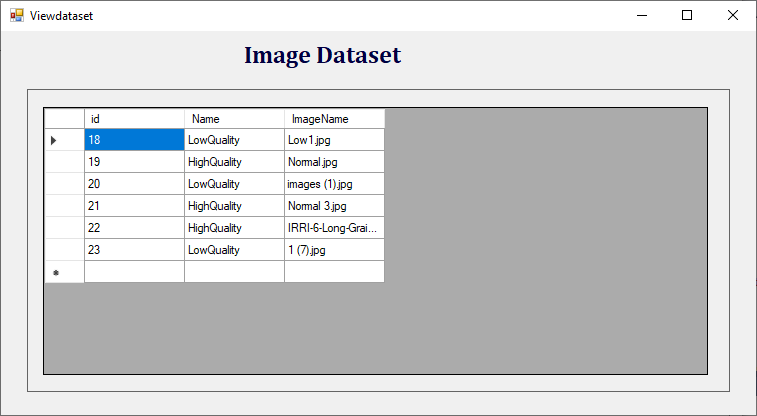 Viewdataset
Image Dataset
id Name ImageName
18 LowQuality Low1.jpg
19 HighQuality Normal.jpg
20 LowQuality images (1).jpg
21 HighQuality Normal 3.jpg
22 HighQuality IRRI-6-Long-Grai...
23 LowQuality 1 (7).jpg